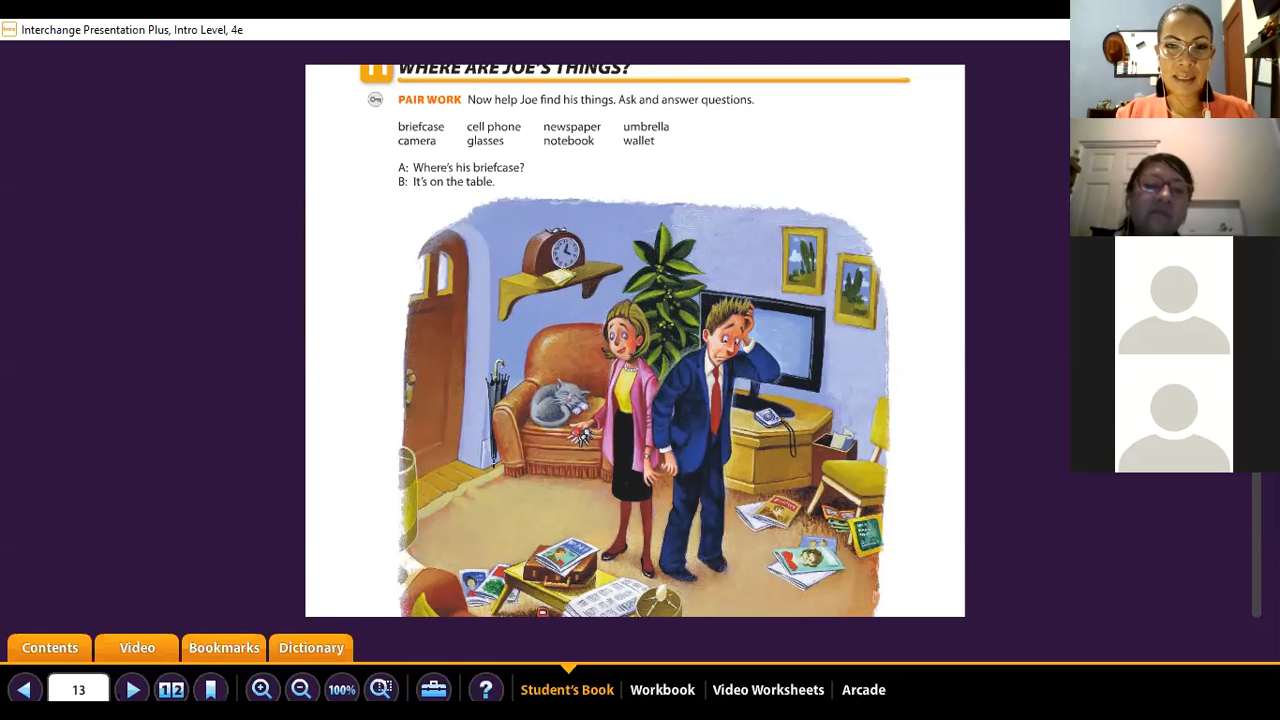 Interchange Presentation Plus, Intro Level, 4e
11 WHERE ARE JOE'S THINGS?
PAIR WORK Now help Joe find his things. Ask and answer questions.
briefcase cell phone newspaper umbrella
camera glasses notebook wallet
A: Where's his briefcase?
B: It's on the table.
Contents Video Bookmarks Dictionary
13 12 100% ? Student's Book Workbook Video Worksheets Arcade